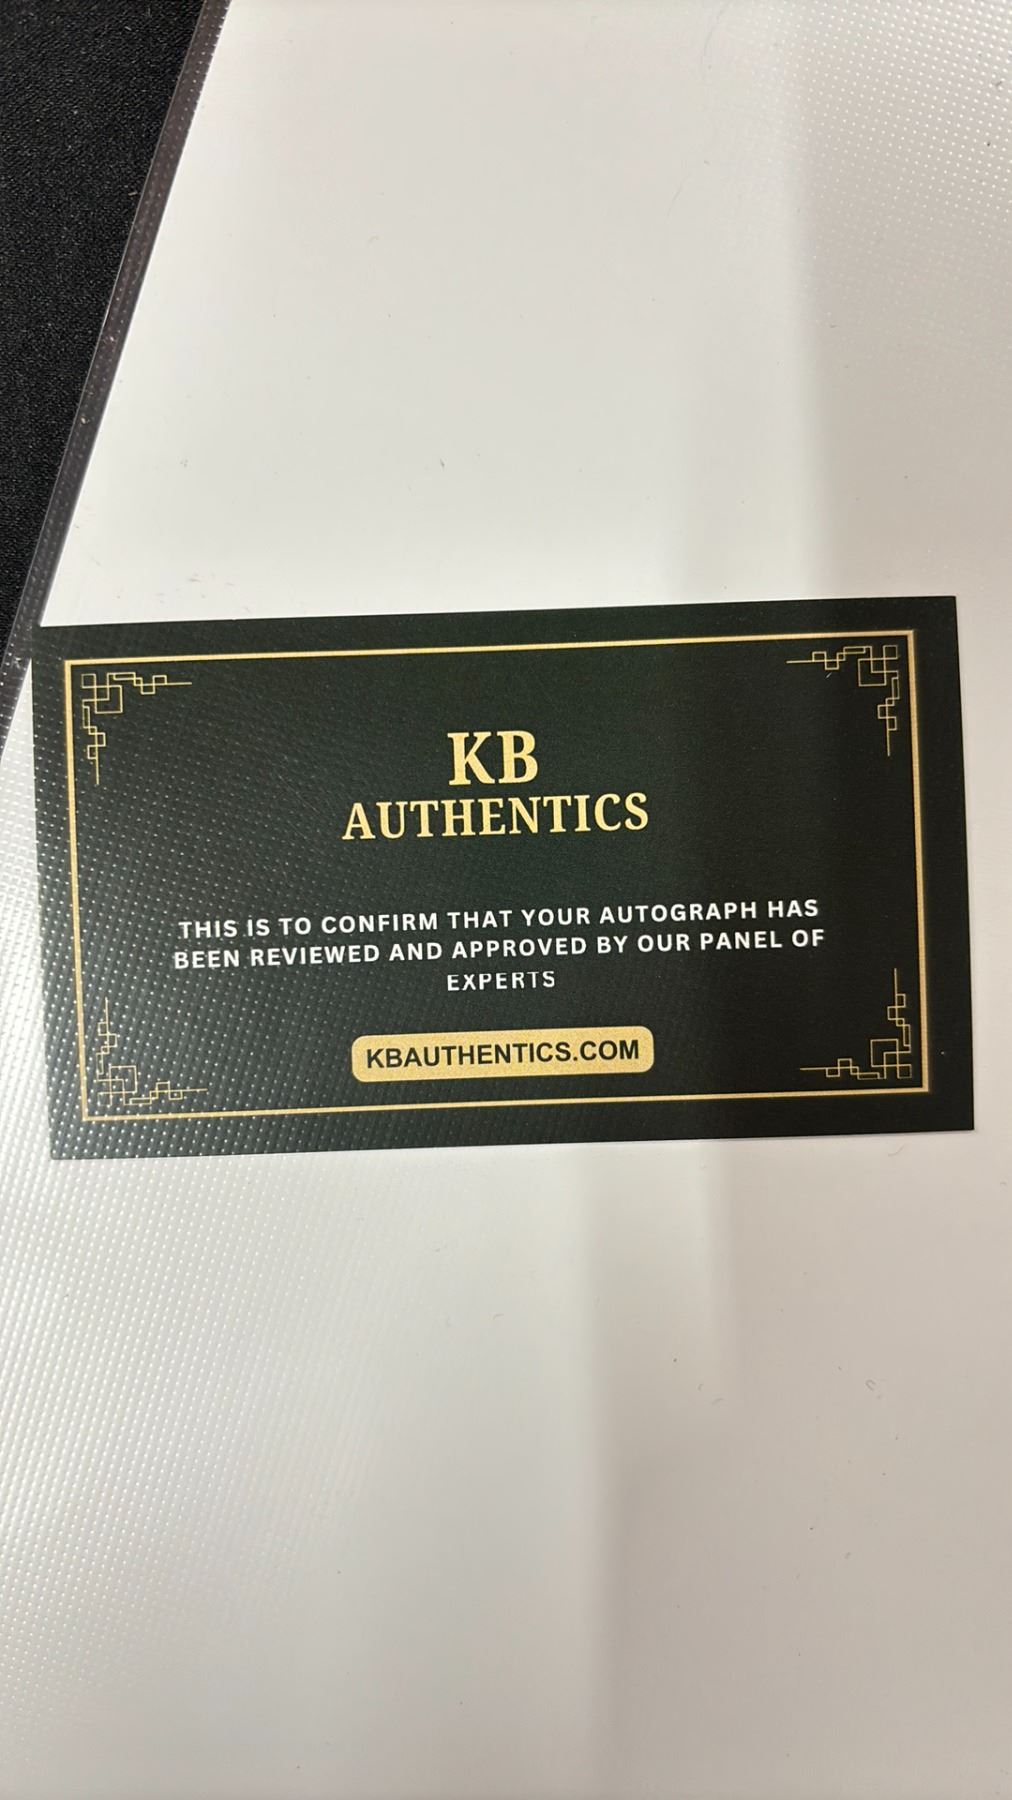 KB
AUTHENTICS
THIS IS TO CONFIRM THAT YOUR AUTOGRAPH HAS
BEEN REVIEWED AND APPROVED BY OUR PANEL OF
EXPERTS
KBAUTHENTICS.COM